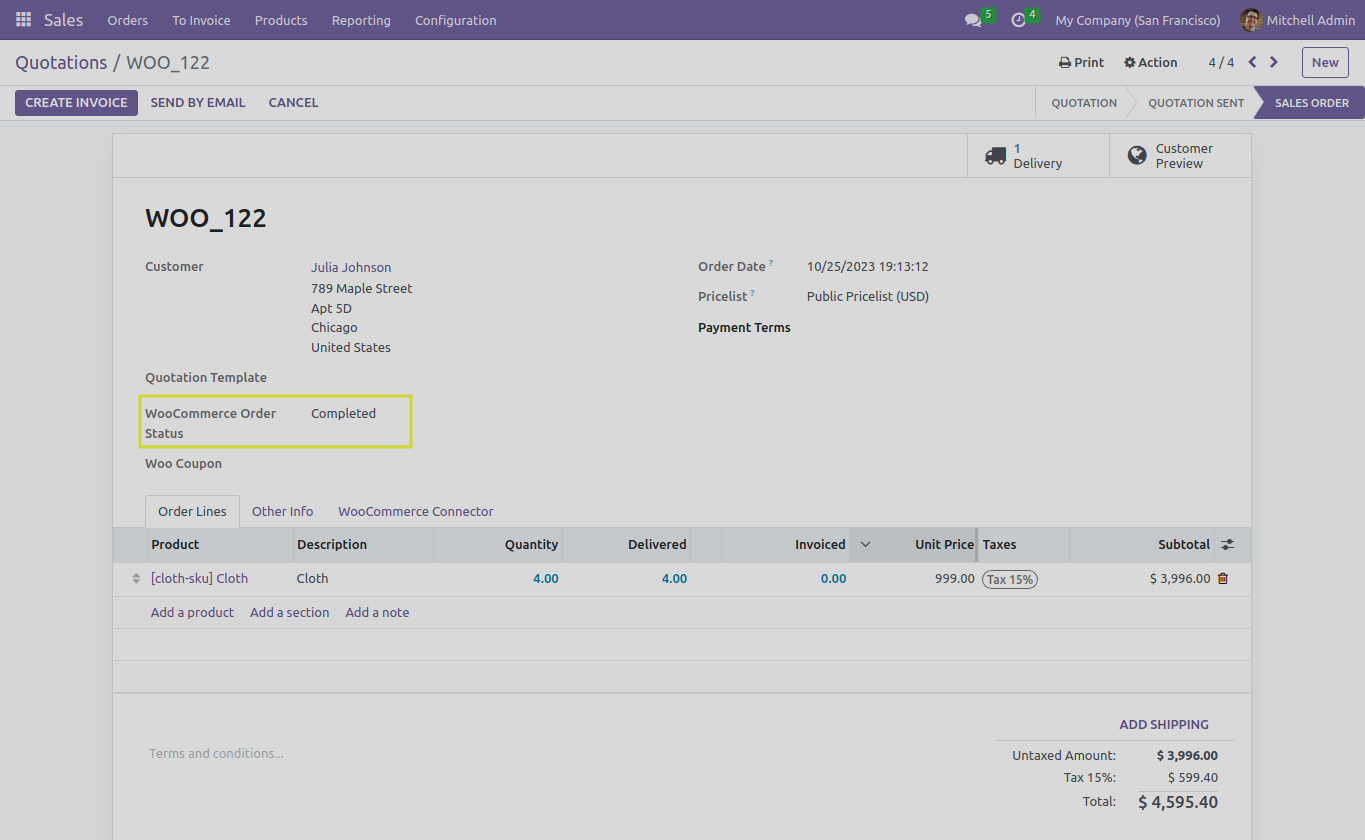 Sales Orders To Invoice Products Reporting Configuration 5 4 My Company (San Francisco) Mitchell Admin
Quotations / WOO_122 Print Action 4 / 4 New
CREATE INVOICE SEND BY EMAIL CANCEL QUOTATION QUOTATION SENT SALES ORDER
1
Delivery
Customer
Preview
WOO_122
Customer Julia Johnson
789 Maple Street
Apt 5D
Chicago
United States
Order Date ? 10/25/2023 19:13:12
Pricelist ? Public Pricelist (USD)
Payment Terms
Quotation Template
WooCommerce Order Completed
Status
Woo Coupon
Order Lines Other Info WooCommerce Connector
Product Description Quantity Delivered Invoiced Unit Price Taxes Subtotal
[cloth-sku] Cloth Cloth 4.00 4.00 0.00 999.00 Tax 15% $ 3,996.00
Add a product Add a section Add a note
ADD SHIPPING
Terms and conditions...
Untaxed Amount: $ 3,996.00
Tax 15%: $ 599.40
Total: $ 4,595.40